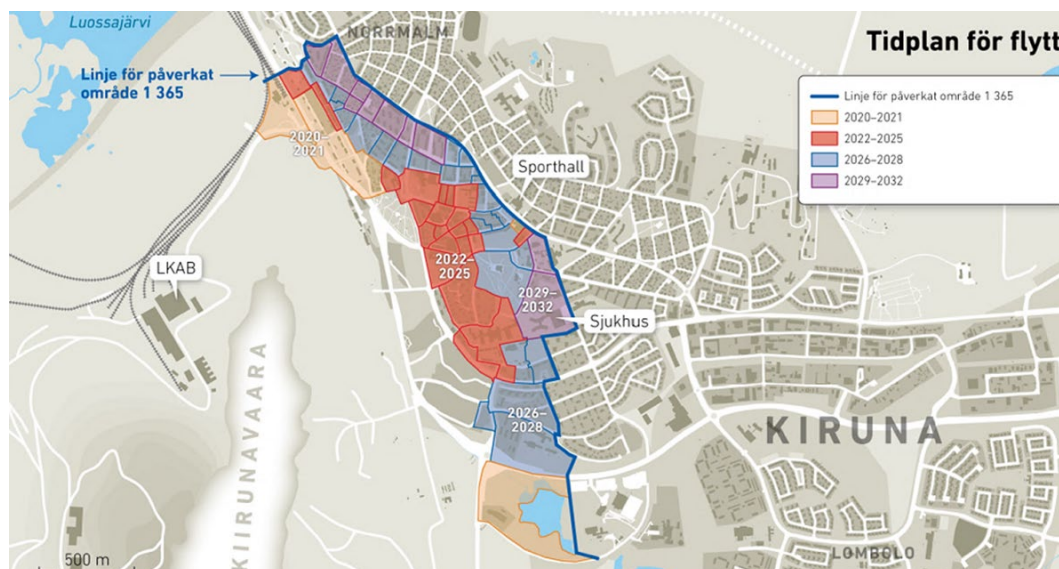 Luossajärvi
NORRMALM
Tidplan för flytt
Linje för påverkat
område 1 365
Linje för påverkat område 1 365
2020–2021
2022–2025
2026–2028
2029–2032
2020–
2021
Sporthall
LKAB
2022–
2025
2029–
2032
Sjukhus
2026–
2028
KIRUNA
KIIRUNAVAARA
LOMBOLO
500 m